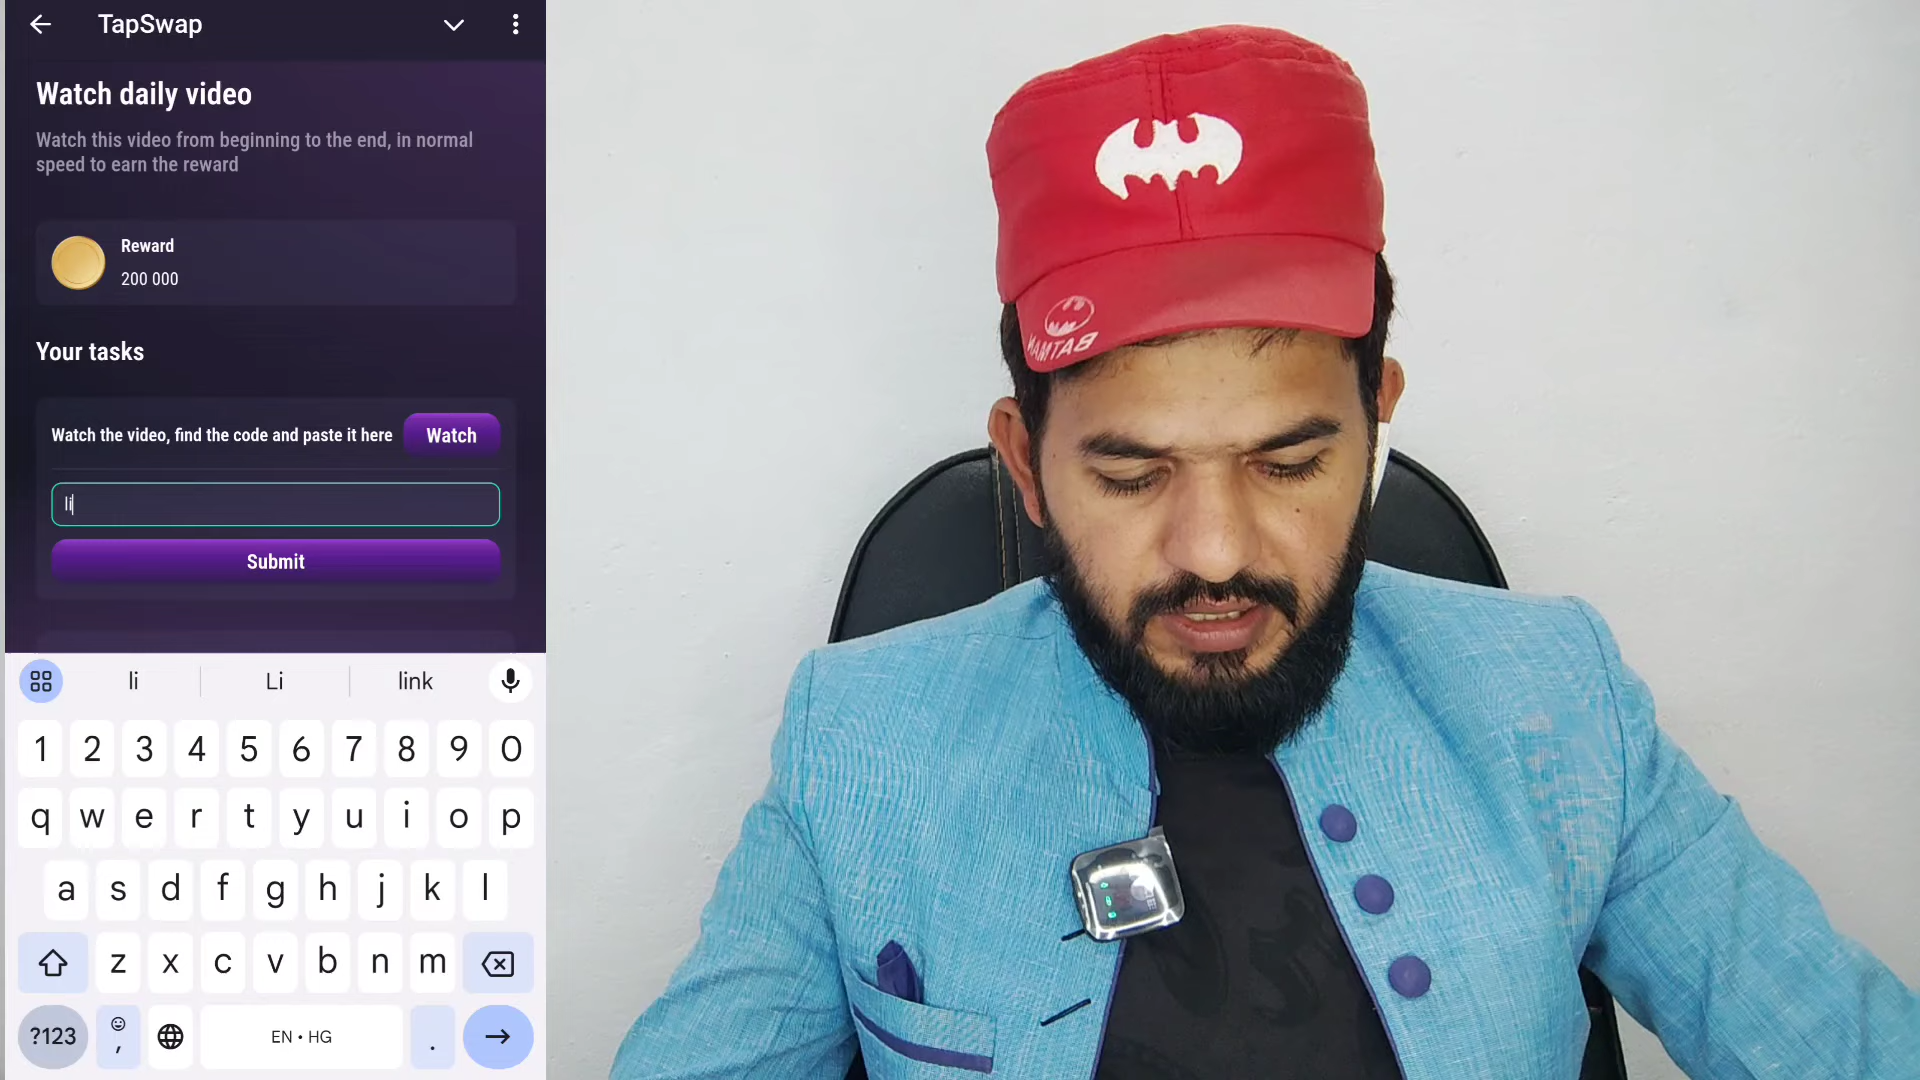 TapSwap
Watch daily video
Watch this video from beginning to the end, in normal
speed to earn the reward
Reward
200 000
Your tasks
Watch the video, find the code and paste it here
Watch
li
Submit
li Li link
1 2 3 4 5 6 7 8 9 0
q w e r t y u i o p
a s d f g h j k l
z x c v b n m
?123 , EN • HG .
BATMAN